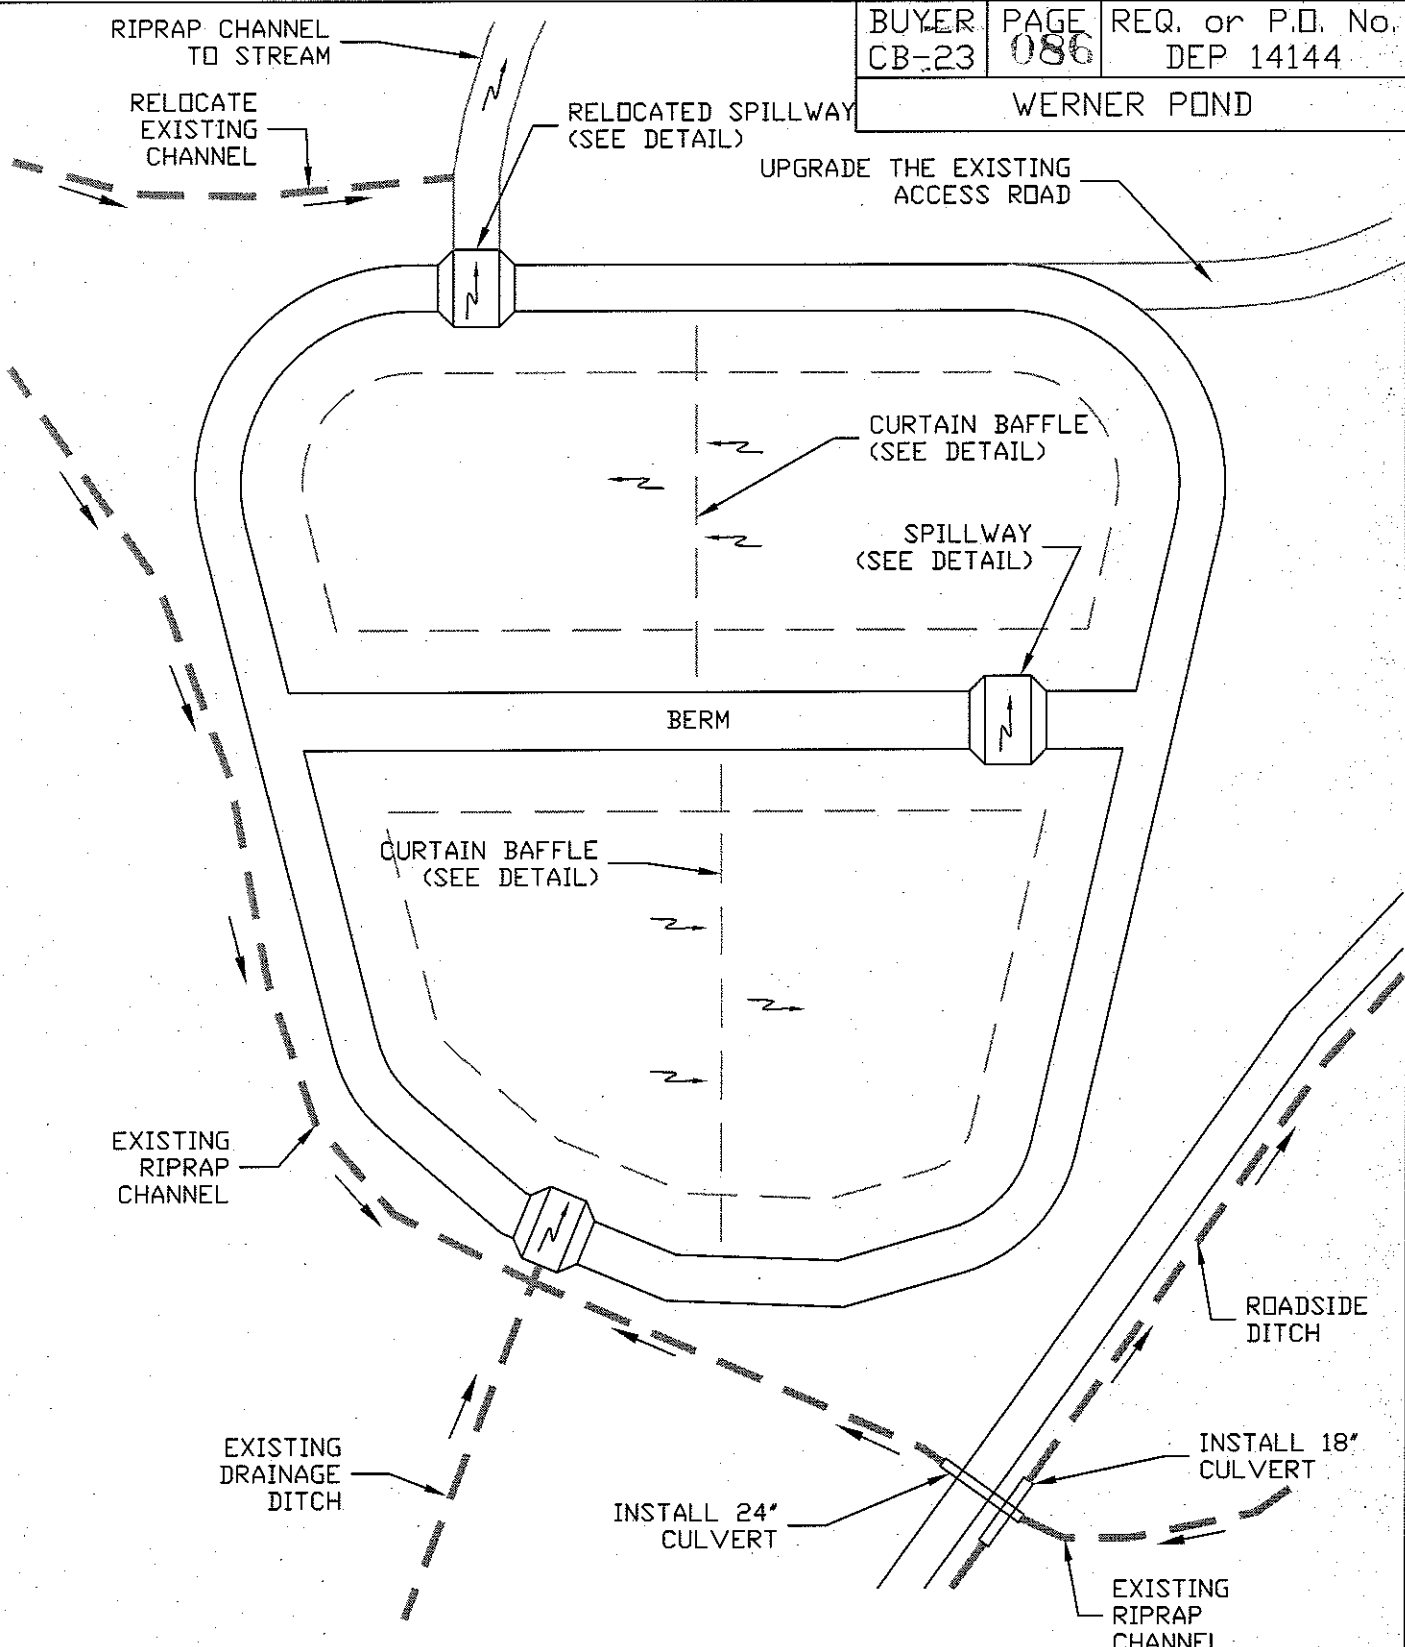 BUYER PAGE REQ. or P.O. No.
CB-23 086 DEP 14144
WERNER POND
RIPRAP CHANNEL
TO STREAM
RELOCATE
EXISTING
CHANNEL
RELOCATED SPILLWAY
(SEE DETAIL)
UPGRADE THE EXISTING
ACCESS ROAD
CURTAIN BAFFLE
(SEE DETAIL)
SPILLWAY
(SEE DETAIL)
BERM
CURTAIN BAFFLE
(SEE DETAIL)
EXISTING
RIPRAP
CHANNEL
ROADSIDE
DITCH
EXISTING
DRAINAGE
DITCH
INSTALL 18"
CULVERT
INSTALL 24"
CULVERT
EXISTING
RIPRAP
CHANNEL